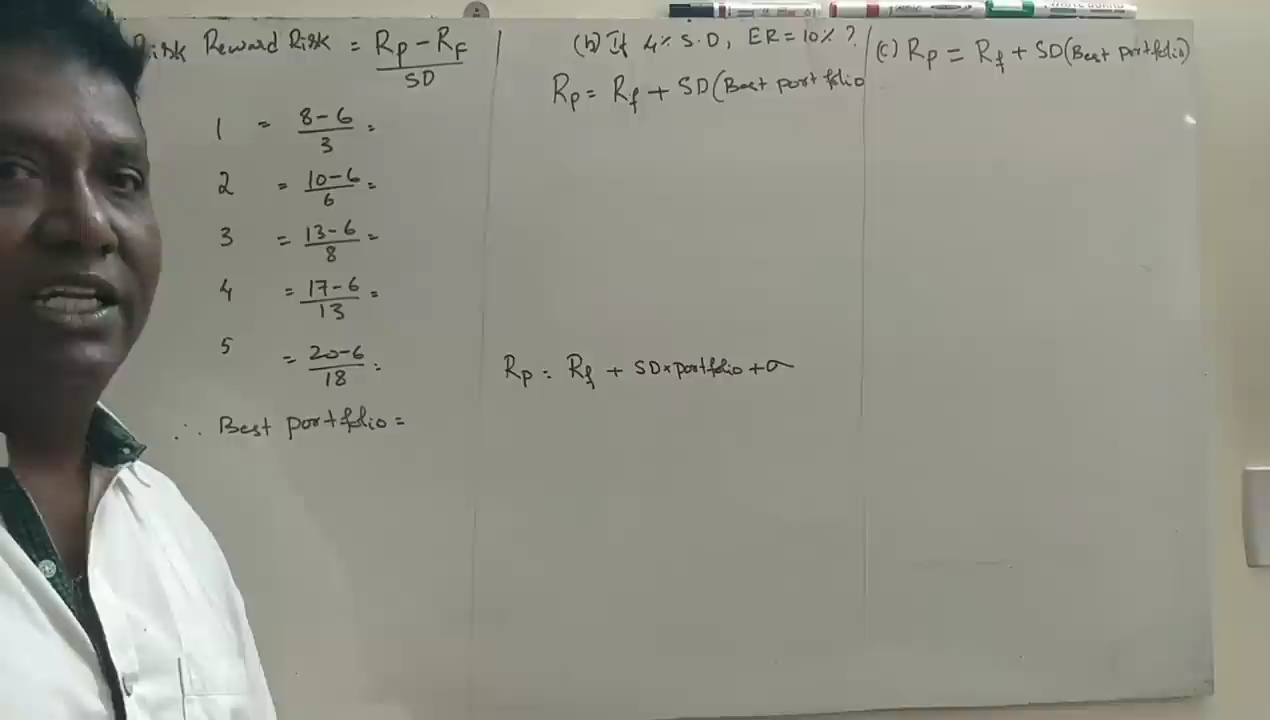 Risk Reward Risk = Rp - RF / SD
1 = 8-6 / 3 =
2 = 10-6 / 6 =
3 = 13-6 / 8 =
4 = 17-6 / 13 =
5 = 20-6 / 18 =
∴ Best portfolio =
(b) If 4% S.D, ER = 10% ?
Rp = Rf + SD(Best portfolio
Rp = Rf + SD×portfolio + σ
(c) Rp = Rf + SD(Best portfolio)